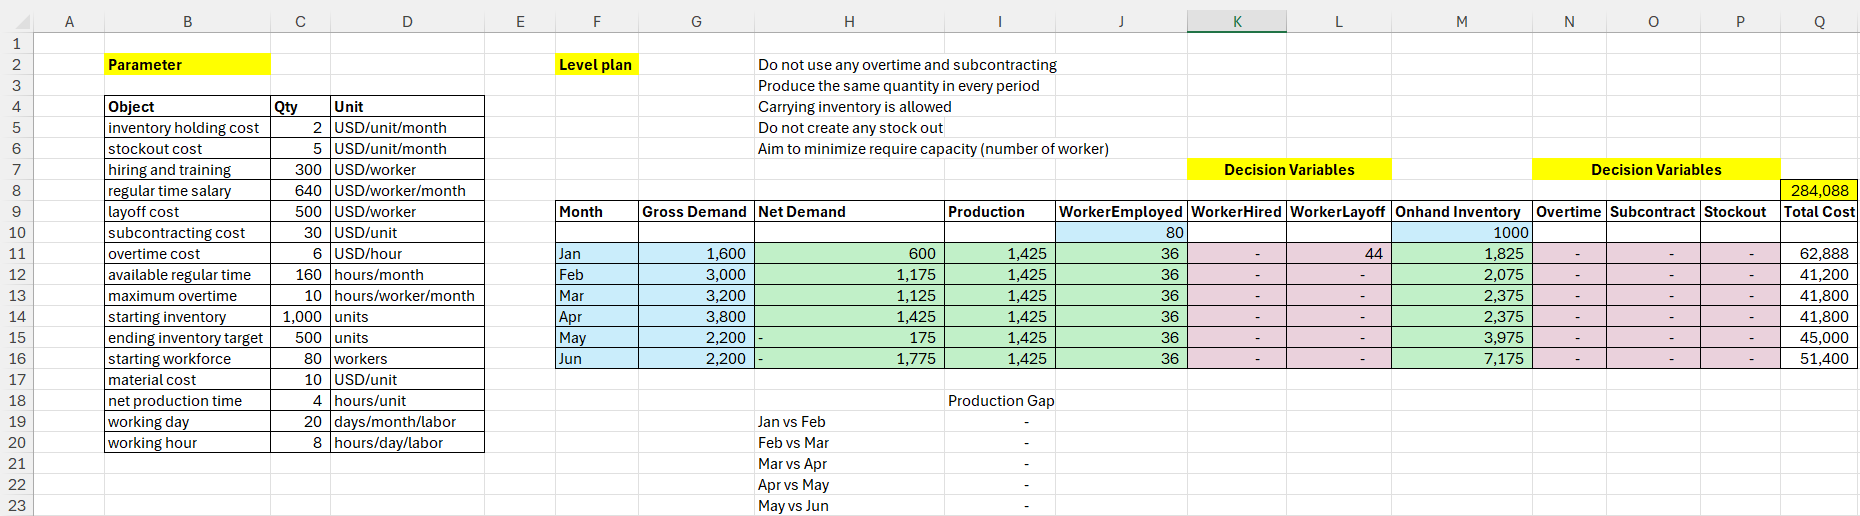 A B C D E F G H I J K L M N O P Q
1
2 Parameter Level plan Do not use any overtime and subcontracting
3 Produce the same quantity in every period
4 Object Qty Unit Carrying inventory is allowed
5 inventory holding cost 2 USD/unit/month Do not create any stock out
6 stockout cost 5 USD/unit/month Aim to minimize require capacity (number of worker)
7 hiring and training 300 USD/worker Decision Variables Decision Variables
8 regular time salary 640 USD/worker/month 284,088
9 layoff cost 500 USD/worker Month Gross Demand Net Demand Production WorkerEmployed WorkerHired WorkerLayoff Onhand Inventory Overtime Subcontract Stockout Total Cost
10 subcontracting cost 30 USD/unit 80 1000
11 overtime cost 6 USD/hour Jan 1,600 600 1,425 36 - 44 1,825 - - - 62,888
12 available regular time 160 hours/month Feb 3,000 1,175 1,425 36 - - 2,075 - - - 41,200
13 maximum overtime 10 hours/worker/month Mar 3,200 1,125 1,425 36 - - 2,375 - - - 41,800
14 starting inventory 1,000 units Apr 3,800 1,425 1,425 36 - - 2,375 - - - 41,800
15 ending inventory target 500 units May 2,200 - 175 1,425 36 - - 3,975 - - - 45,000
16 starting workforce 80 workers Jun 2,200 - 1,775 1,425 36 - - 7,175 - - - 51,400
17 material cost 10 USD/unit
18 net production time 4 hours/unit Production Gap
19 working day 20 days/month/labor Jan vs Feb -
20 working hour 8 hours/day/labor Feb vs Mar -
21 Mar vs Apr -
22 Apr vs May -
23 May vs Jun -